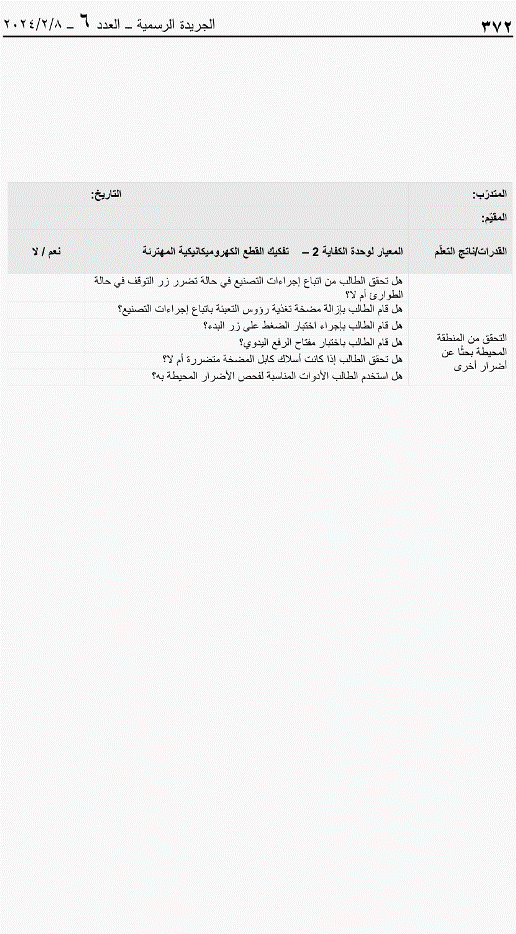 ٣٧٢
الجريدة الرسمية – العدد ٦ – ٢٠٢٤/٢/٨
المتدرّب: التاريخ:
المقيّم:
القدرات/ناتج التعلّم المعيار لوحدة الكفاية 2 – تفكيك القطع الكهروميكانيكية المهترئة نعم / لا
التحقق من المنطقة
المحيطة بحثًا عن
أضرار أخرى
هل تحقق الطالب من اتباع إجراءات التصنيع في حالة تضرر زر التوقف في حالة
الطوارئ أم لا؟
هل قام الطالب بإزالة مضخة تغذية رؤوس التعبئة باتباع إجراءات التصنيع؟
هل قام الطالب بإجراء اختبار الضغط على زر البدء؟
هل قام الطالب باختبار مفتاح الرفع اليدوي؟
هل تحقق الطالب إذا كانت أسلاك كابل المضخة متضررة أم لا؟
هل استخدم الطالب الأدوات المناسبة لفحص الأضرار المحيطة به؟